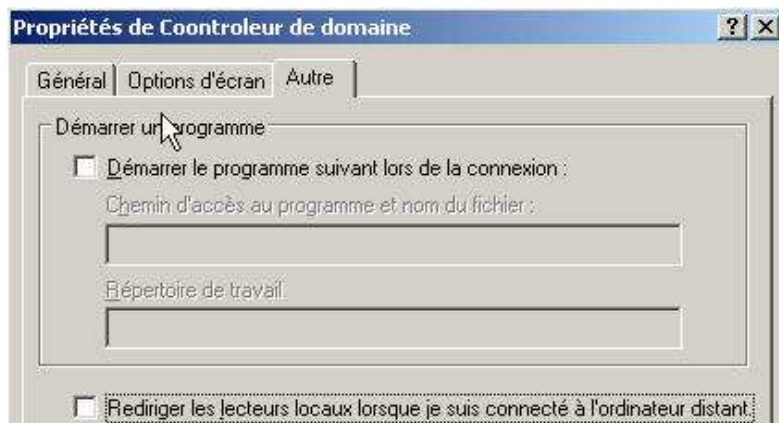 Propriétés de Coontroleur de domaine
Général Options d'écran Autre
Démarrer un programme
Démarrer le programme suivant lors de la connexion :
Chemin d'accès au programme et nom du fichier :
Répertoire de travail
Rediriger les lecteurs locaux lorsque je suis connecté à l'ordinateur distant.